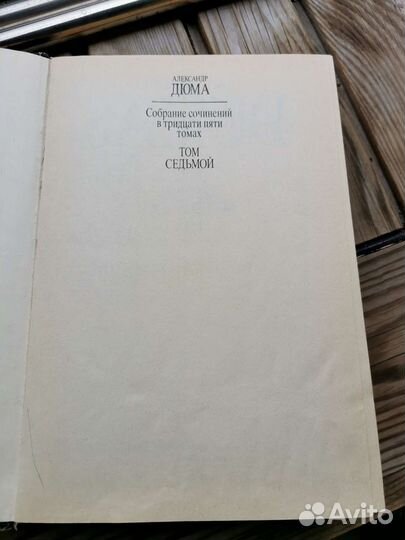 АЛЕКСАНДР
ДЮМА
Собрание сочинений
в тридцати пяти
томах
ТОМ
СЕДЬМОЙ
Avito